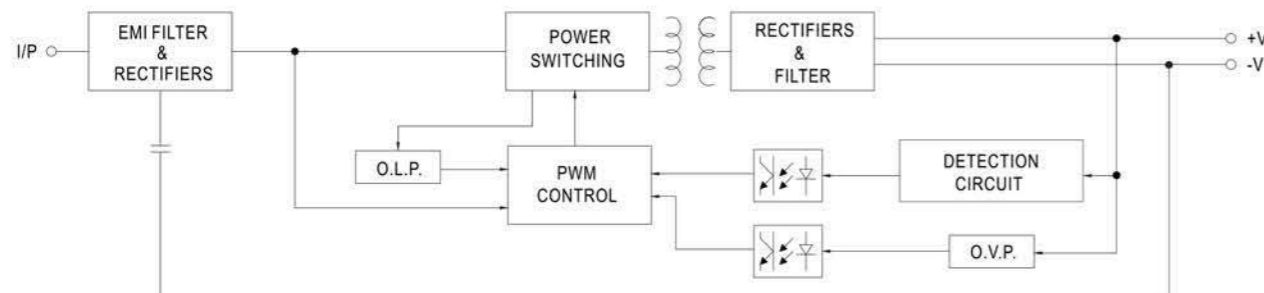 I/P
EMI FILTER
&
RECTIFIERS
POWER
SWITCHING
RECTIFIERS
&
FILTER
+V
-V
O.L.P.
PWM
CONTROL
DETECTION
CIRCUIT
O.V.P.